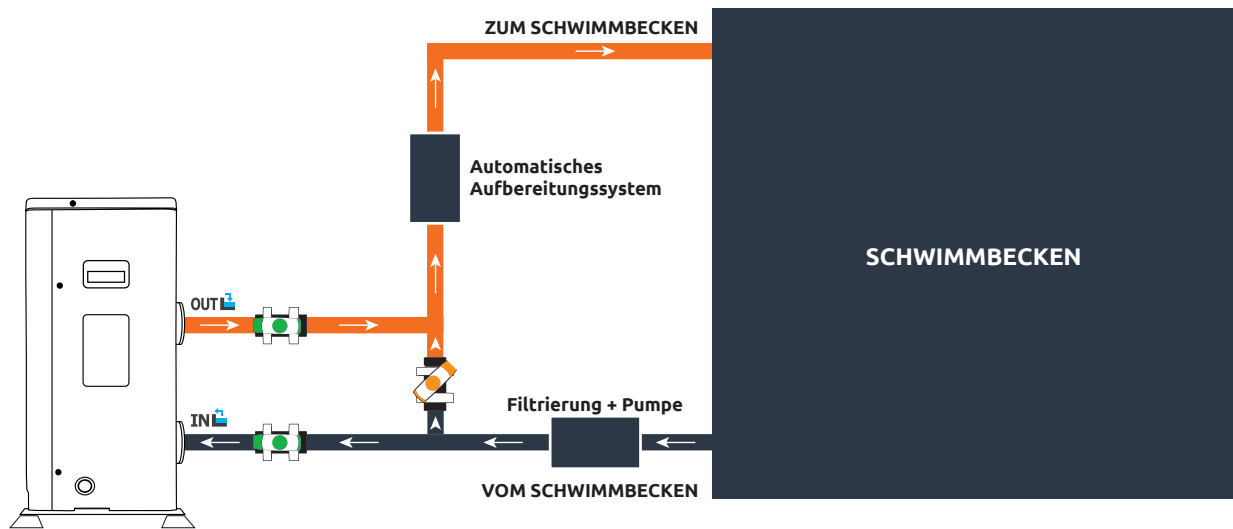 ZUM SCHWIMMBECKEN
Automatisches
Aufbereitungssystem
SCHWIMMBECKEN
OUT
IN
Filtrierung + Pumpe
VOM SCHWIMMBECKEN